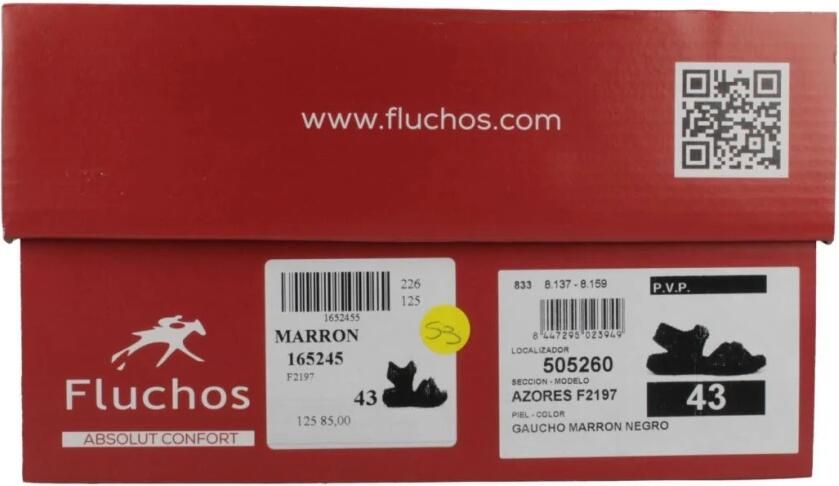 www.fluchos.com
Fluchos
ABSOLUT CONFORT
226
125
1652455
MARRON
165245
F2197
43
125 85,00
53
833 8.137 - 8.159
P.V.P.
8 447295 023949
LOCALIZADOR
505260
SECCION - MODELO
AZORES F2197
43
PIEL - COLOR
GAUCHO MARRON NEGRO